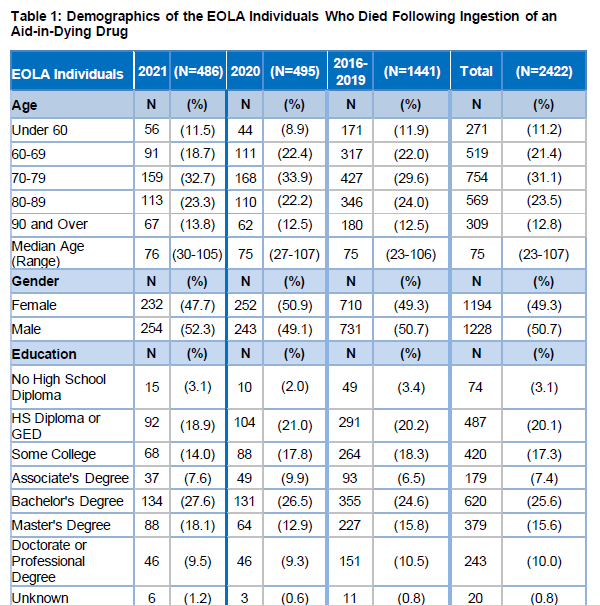 Table 1: Demographics of the EOLA Individuals Who Died Following Ingestion of an
Aid-in-Dying Drug
EOLA Individuals 2021 (N=486) 2020 (N=495) 2016-2019 (N=1441) Total (N=2422)
Age N (%) N (%) N (%) N (%)
Under 60 56 (11.5) 44 (8.9) 171 (11.9) 271 (11.2)
60-69 91 (18.7) 111 (22.4) 317 (22.0) 519 (21.4)
70-79 159 (32.7) 168 (33.9) 427 (29.6) 754 (31.1)
80-89 113 (23.3) 110 (22.2) 346 (24.0) 569 (23.5)
90 and Over 67 (13.8) 62 (12.5) 180 (12.5) 309 (12.8)
Median Age (Range) 76 (30-105) 75 (27-107) 75 (23-106) 75 (23-107)
Gender N (%) N (%) N (%) N (%)
Female 232 (47.7) 252 (50.9) 710 (49.3) 1194 (49.3)
Male 254 (52.3) 243 (49.1) 731 (50.7) 1228 (50.7)
Education N (%) N (%) N (%) N (%)
No High School Diploma 15 (3.1) 10 (2.0) 49 (3.4) 74 (3.1)
HS Diploma or GED 92 (18.9) 104 (21.0) 291 (20.2) 487 (20.1)
Some College 68 (14.0) 88 (17.8) 264 (18.3) 420 (17.3)
Associate's Degree 37 (7.6) 49 (9.9) 93 (6.5) 179 (7.4)
Bachelor's Degree 134 (27.6) 131 (26.5) 355 (24.6) 620 (25.6)
Master's Degree 88 (18.1) 64 (12.9) 227 (15.8) 379 (15.6)
Doctorate or Professional Degree 46 (9.5) 46 (9.3) 151 (10.5) 243 (10.0)
Unknown 6 (1.2) 3 (0.6) 11 (0.8) 20 (0.8)